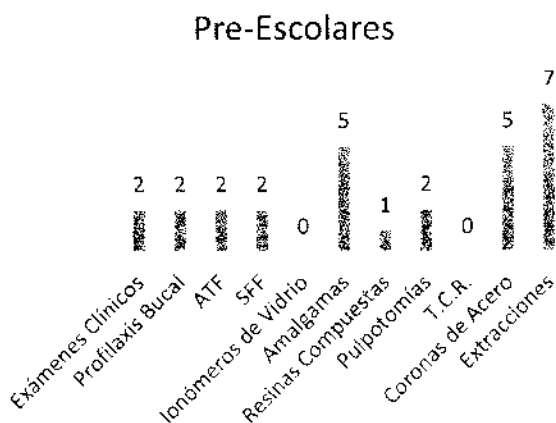 Pre-Escolares
2
2
2
2
0
5
1
2
0
5
7
Exámenes Clínicos
Profilaxis Bucal
ATF
SFF
Ionómeros de Vidrio
Amalgamas
Resinas Compuestas
Pulpotomías
T.C.R.
Coronas de Acero
Extracciones